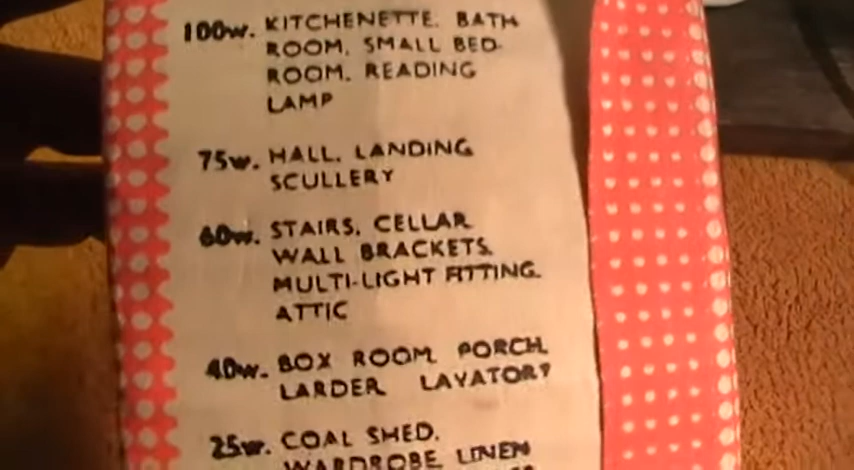 100w. KITCHENETTE. BATH
ROOM. SMALL BED-
ROOM. READING
LAMP
75w. HALL. LANDING
SCULLERY
60w. STAIRS. CELLAR
WALL BRACKETS
MULTI-LIGHT FITTING.
ATTIC
40w. BOX ROOM PORCH.
LARDER LAVATORY
25w. COAL SHED.
WARDROBE LINEN